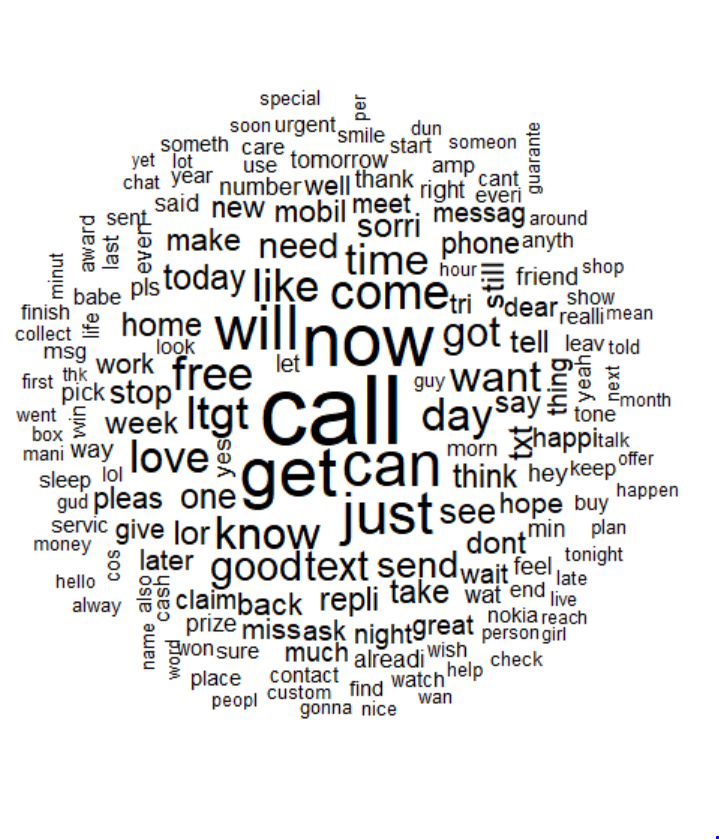 special per
soon urgent smile dun
someth care start someon guarante
yet lot use tomorrow amp
chat year number well thank right cant everi
said new mobil meet messag around
sent sorri
award last even make need time phone anyth
minut babe pls today like come hour still friend shop
finish life home will now tri dear show
collect look got realli mean
msg work free let tell leav told
first thk pick stop ltgt call guy want thing yeah next month
went win week day say tone
box way love yes get can txt happi talk
mani morn offer
sleep lol think hey keep
gud pleas one just see hope buy happen
servic give lor know min plan
money dont
cos later good text send wait feel tonight
hello also cash late
alway claim back repli take wat end live
prize miss ask night great nokia reach
name word won sure much alreadi wish person girl
place contact watch help check
peopl custom find wan
gonna nice